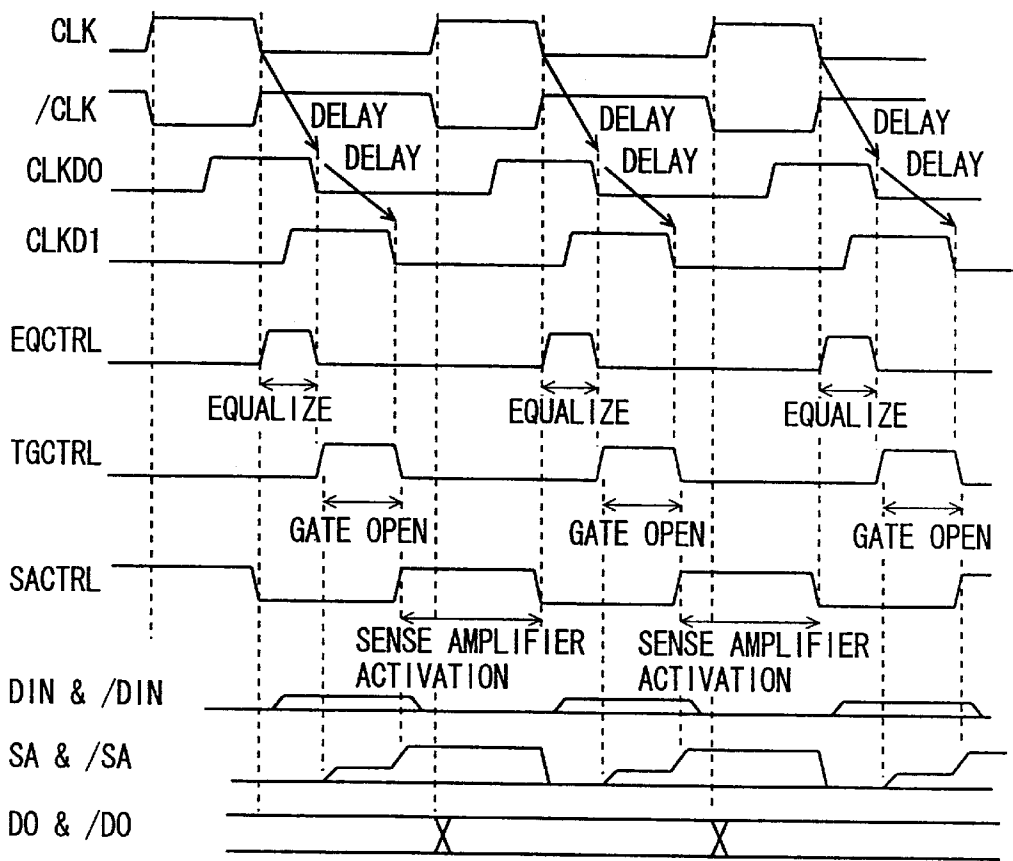 CLK
/CLK
DELAY DELAY DELAY
CLKD0
DELAY DELAY DELAY
CLKD1
EQCTRL
EQUALIZE EQUALIZE EQUALIZE
TGCTRL
GATE OPEN GATE OPEN GATE OPEN
SACTRL
SENSE AMPLIFIER SENSE AMPLIFIER
ACTIVATION ACTIVATION
DIN & /DIN
SA & /SA
DO & /DO